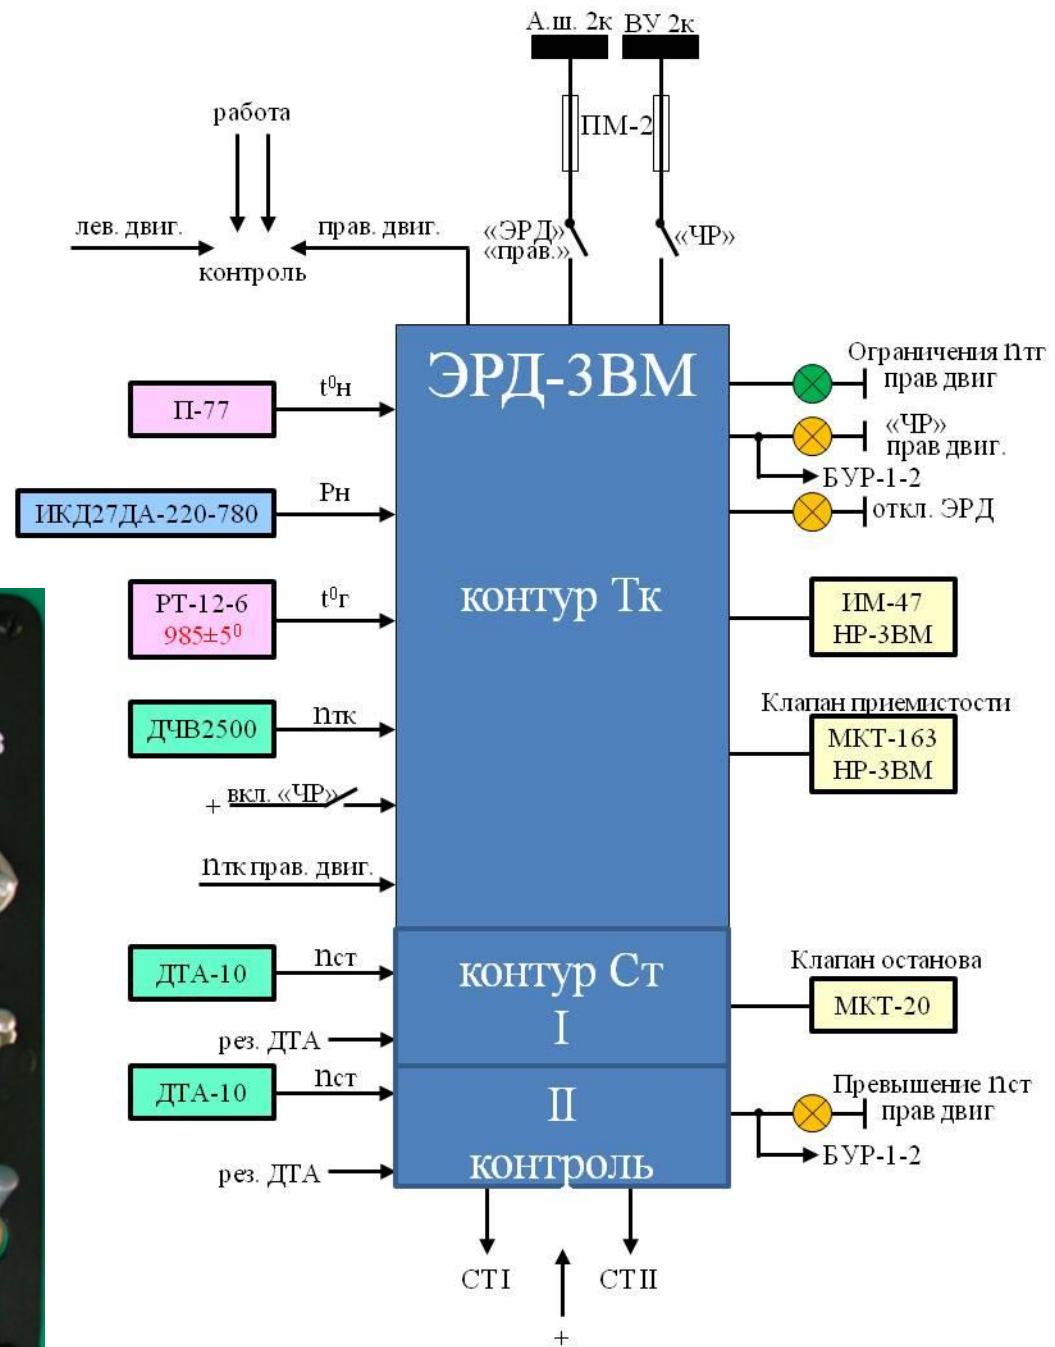 А.ш. 2к
ВУ 2к
работа
ПМ-2
лев. двиг.
прав. двиг.
контроль
«ЭРД»
«прав.»
«ЧР»
ЭРД-3ВМ
П-77
t⁰н
Ограничения nтг
прав двиг
«ЧР»
прав двиг.
БУР-1-2
ИКД27ДА-220-780
Рн
откл. ЭРД
РТ-12-6
985±5⁰
t⁰г
контур Тк
ИМ-47
НР-3ВМ
ДЧВ2500
nтк
Клапан приемистости
МКТ-163
НР-3ВМ
+ вкл. «ЧР»
nтк прав. двиг.
ДТА-10
nст
контур Ст
I
Клапан останова
МКТ-20
рез. ДТА
ДТА-10
nст
II
контроль
Превышение nст
прав двиг
БУР-1-2
рез. ДТА
СТ I
СТ II
+